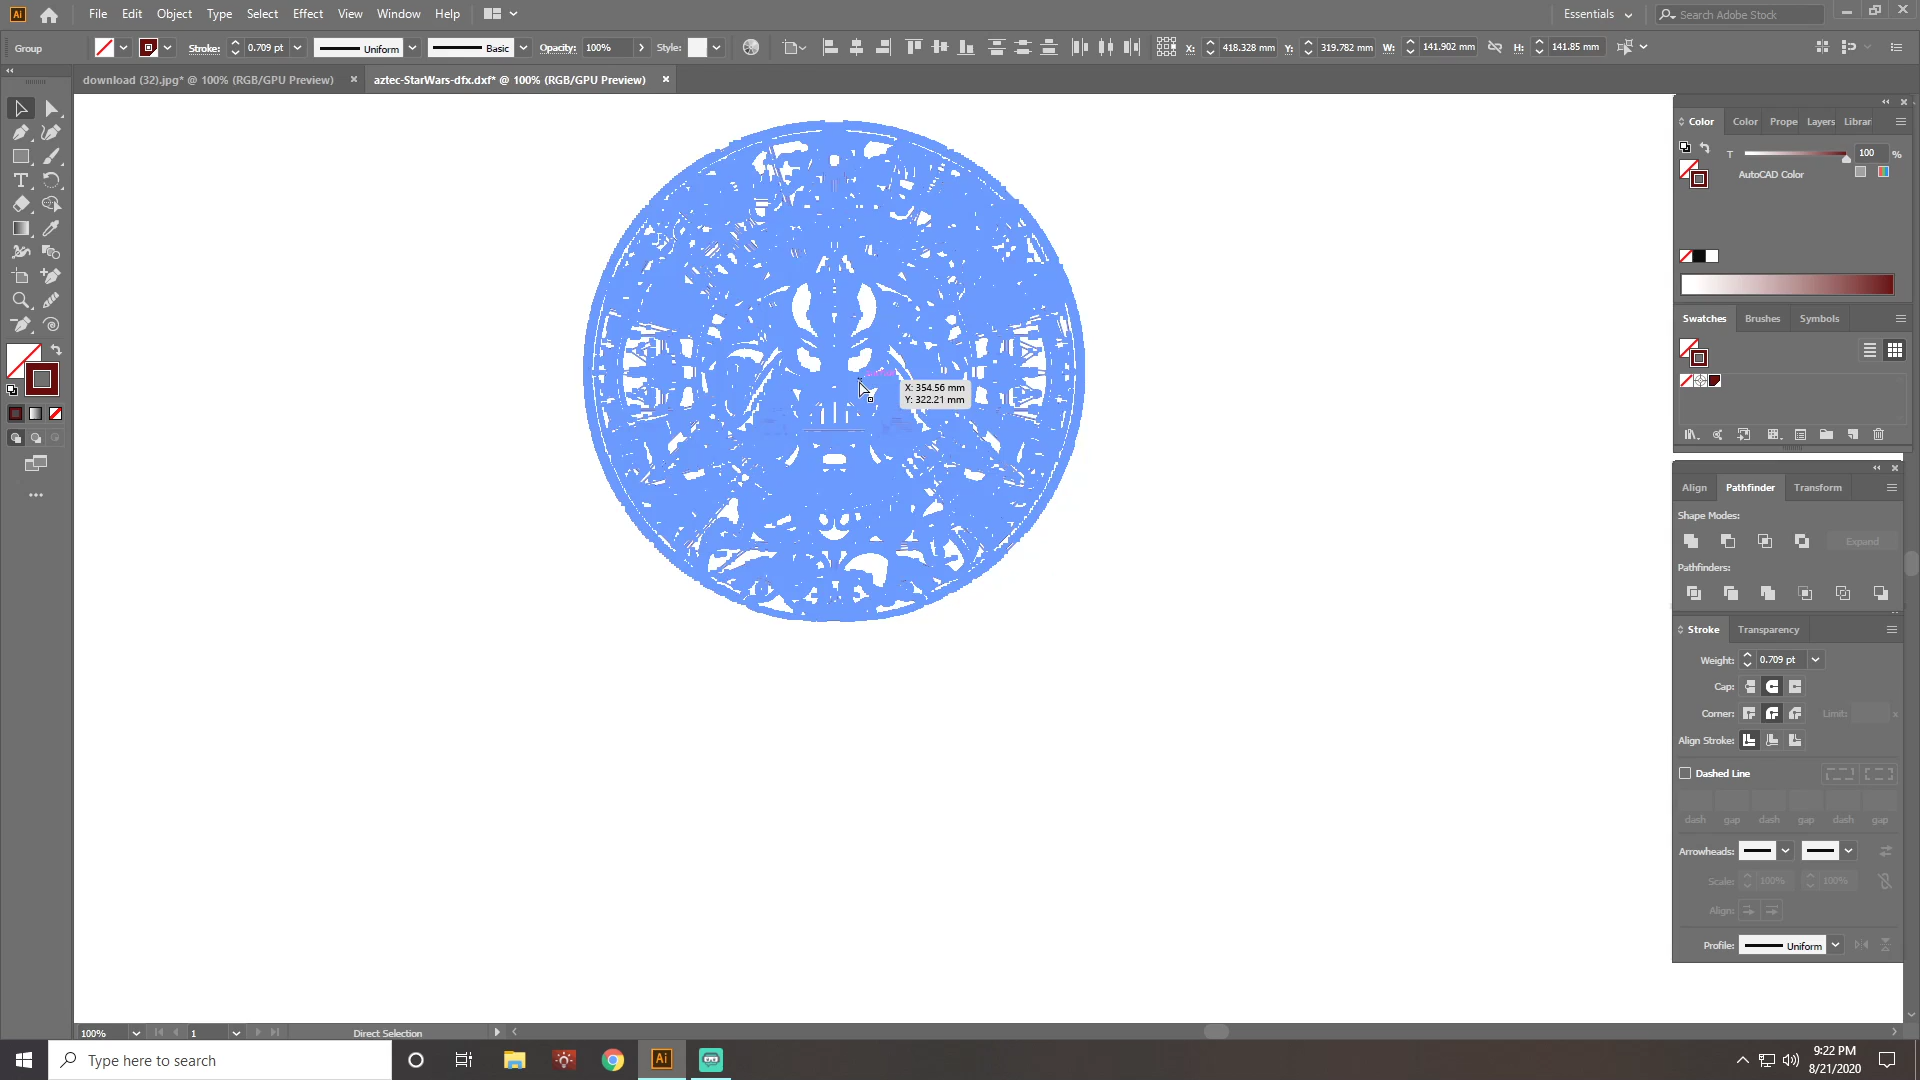 Ai File Edit Object Type Select Effect View Window Help Essentials Search Adobe Stock
Group Stroke: 0.709 pt Uniform Basic Opacity: 100% Style: X: 418.328 mm Y: 319.782 mm W: 141.902 mm H: 141.85 mm
download (32).jpg* @ 100% (RGB/GPU Preview) aztec-StarWars-dfx.dxf* @ 100% (RGB/GPU Preview)
Color Color Prope Layers Librar
T 100 %
AutoCAD Color
Swatches Brushes Symbols
X: 354.56 mm
Y: 322.21 mm
Align Pathfinder Transform
Shape Modes:
Expand
Pathfinders:
Stroke Transparency
Weight: 0.709 pt
Cap:
Corner: Limit: x
Align Stroke:
Dashed Line
dash gap dash gap dash gap
Arrowheads:
Scale: 100% 100%
Align:
Profile: Uniform
100% 1 Direct Selection
Type here to search Ai 9:22 PM
8/21/2020